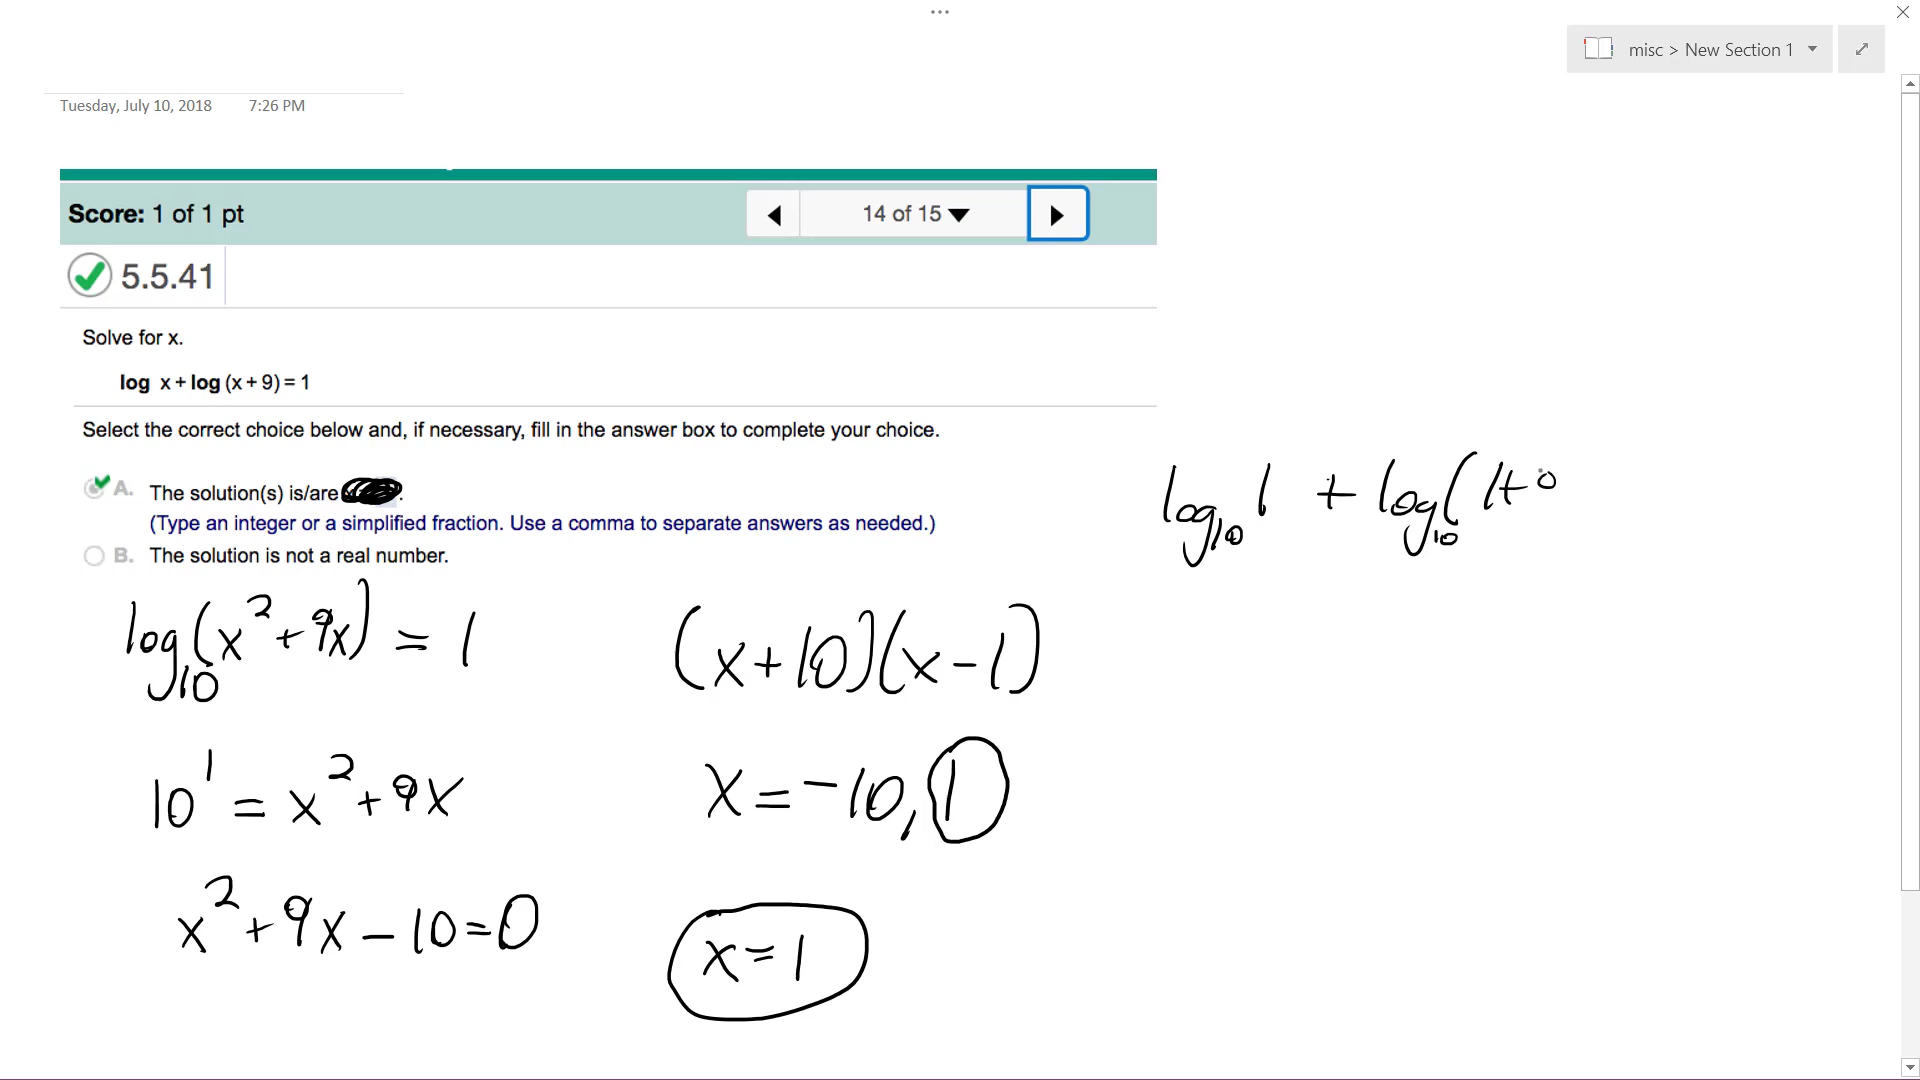 misc > New Section 1
Tuesday, July 10, 2018 7:26 PM
Score: 1 of 1 pt
14 of 15
5.5.41
Solve for x.
log x + log (x + 9) = 1
Select the correct choice below and, if necessary, fill in the answer box to complete your choice.
A. The solution(s) is/are .
(Type an integer or a simplified fraction. Use a comma to separate answers as needed.)
B. The solution is not a real number.
log₁₀1 + log₁₀(1+
log₁₀(x² + 9x) = 1
10¹ = x² + 9x
x² + 9x − 10 = 0
(x+10)(x−1)
x = −10, 1
x = 1